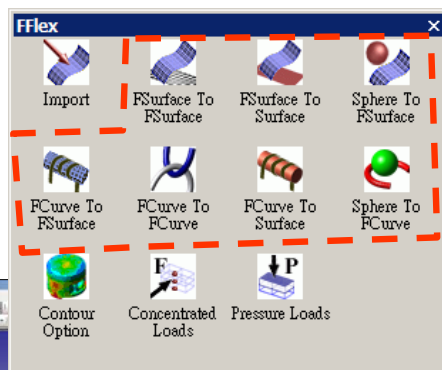 FFlex ×
Import FSurface To FSurface FSurface To Surface Sphere To FSurface
FCurve To FSurface FCurve To FCurve FCurve To Surface Sphere To FCurve
Contour Option F Concentrated Loads P Pressure Loads